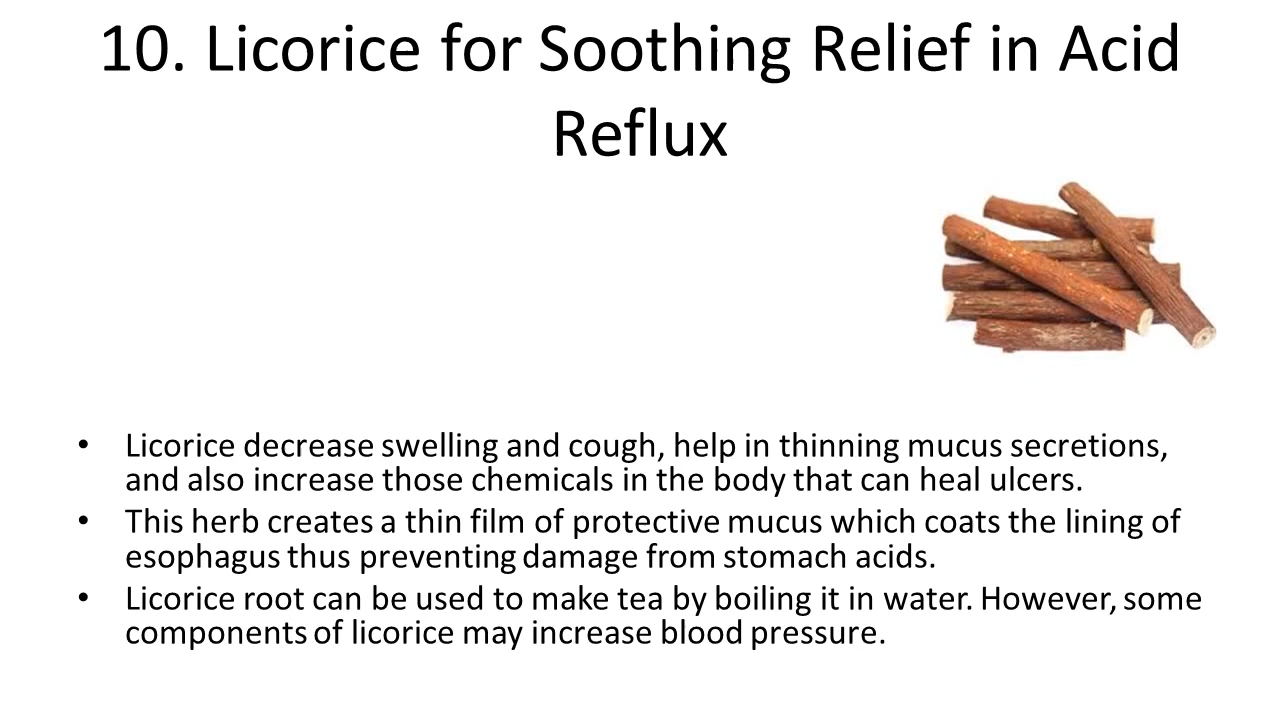 10. Licorice for Soothing Relief in Acid
Reflux
• Licorice decrease swelling and cough, help in thinning mucus secretions,
and also increase those chemicals in the body that can heal ulcers.
• This herb creates a thin film of protective mucus which coats the lining of
esophagus thus preventing damage from stomach acids.
• Licorice root can be used to make tea by boiling it in water. However, some
components of licorice may increase blood pressure.